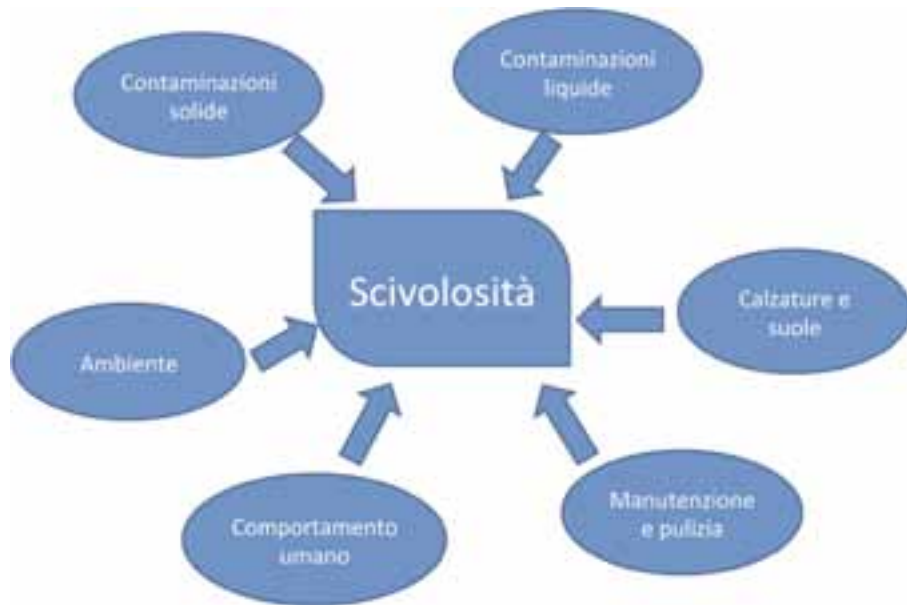 Contaminazioni
solide
Contaminazioni
liquide
Scivolosità
Calzature e
suole
Ambiente
Comportamento
umano
Manutenzione
e pulizia